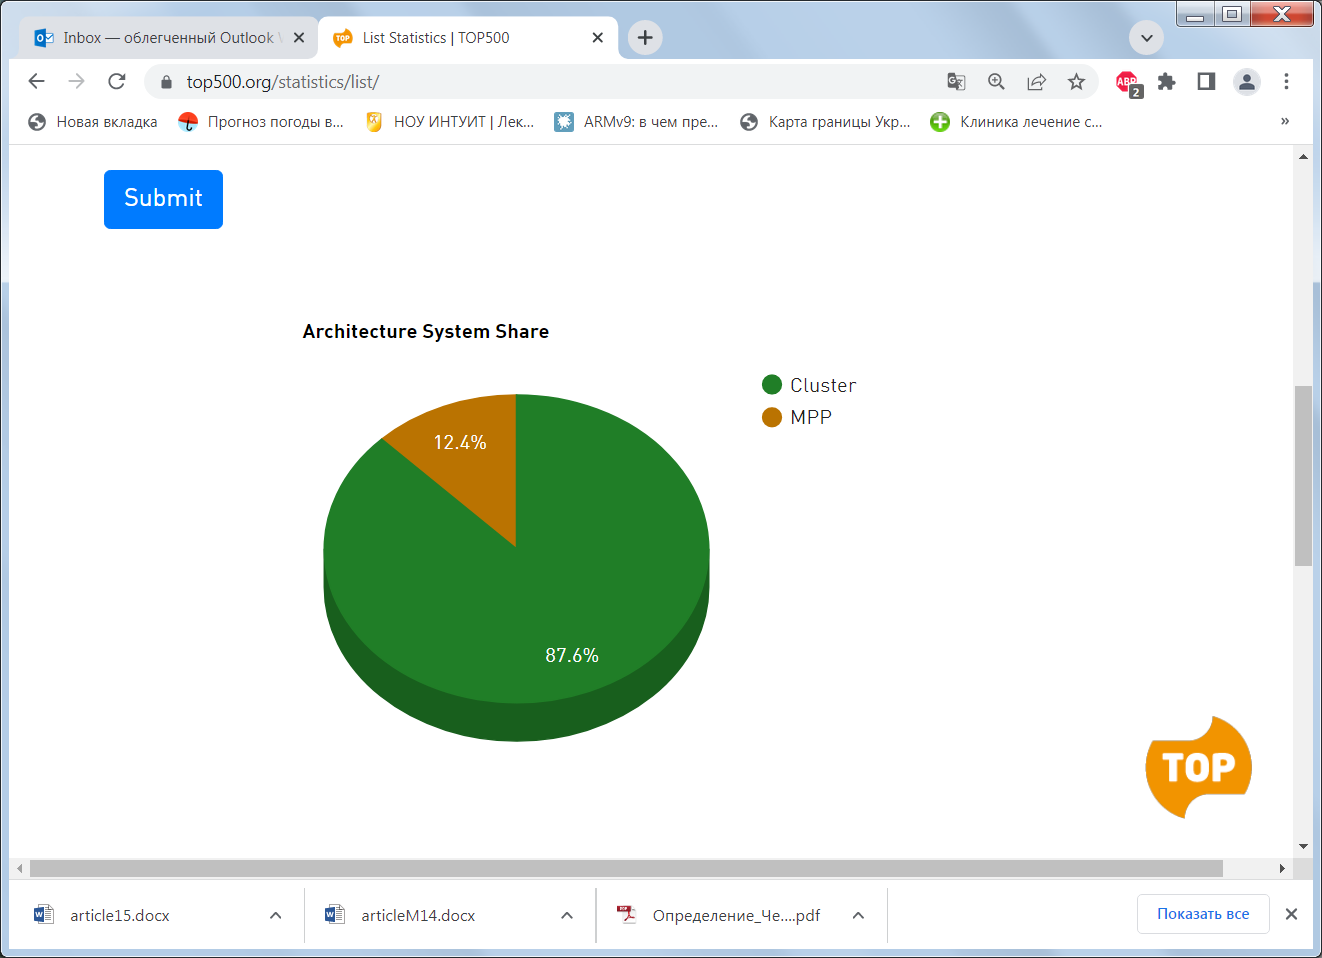 Inbox — облегченный Outlook
List Statistics | TOP500
top500.org/statistics/list/
ABP
2
Новая вкладка
Прогноз погоды в...
НОУ ИНТУИТ | Лек...
ARMv9: в чем пре...
Карта границы Укр...
Клиника лечение с...
»
Submit
Architecture System Share
Cluster
MPP
12.4%
87.6%
TOP
article15.docx
articleM14.docx
Определение_Че....pdf
Показать все